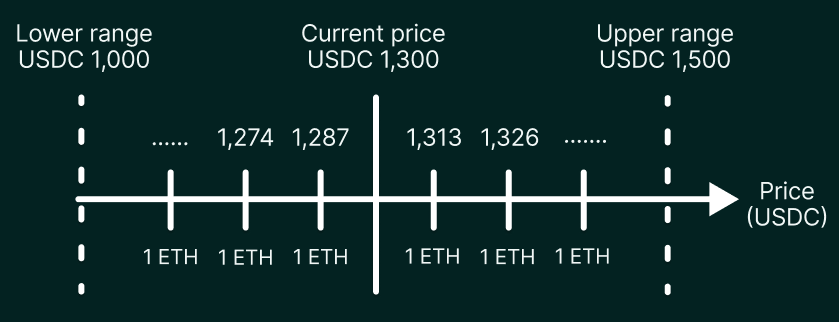 Lower range
USDC 1,000
Current price
USDC 1,300
Upper range
USDC 1,500
...... 1,274 1,287 1,313 1,326 .......
Price
(USDC)
1 ETH 1 ETH 1 ETH 1 ETH 1 ETH 1 ETH